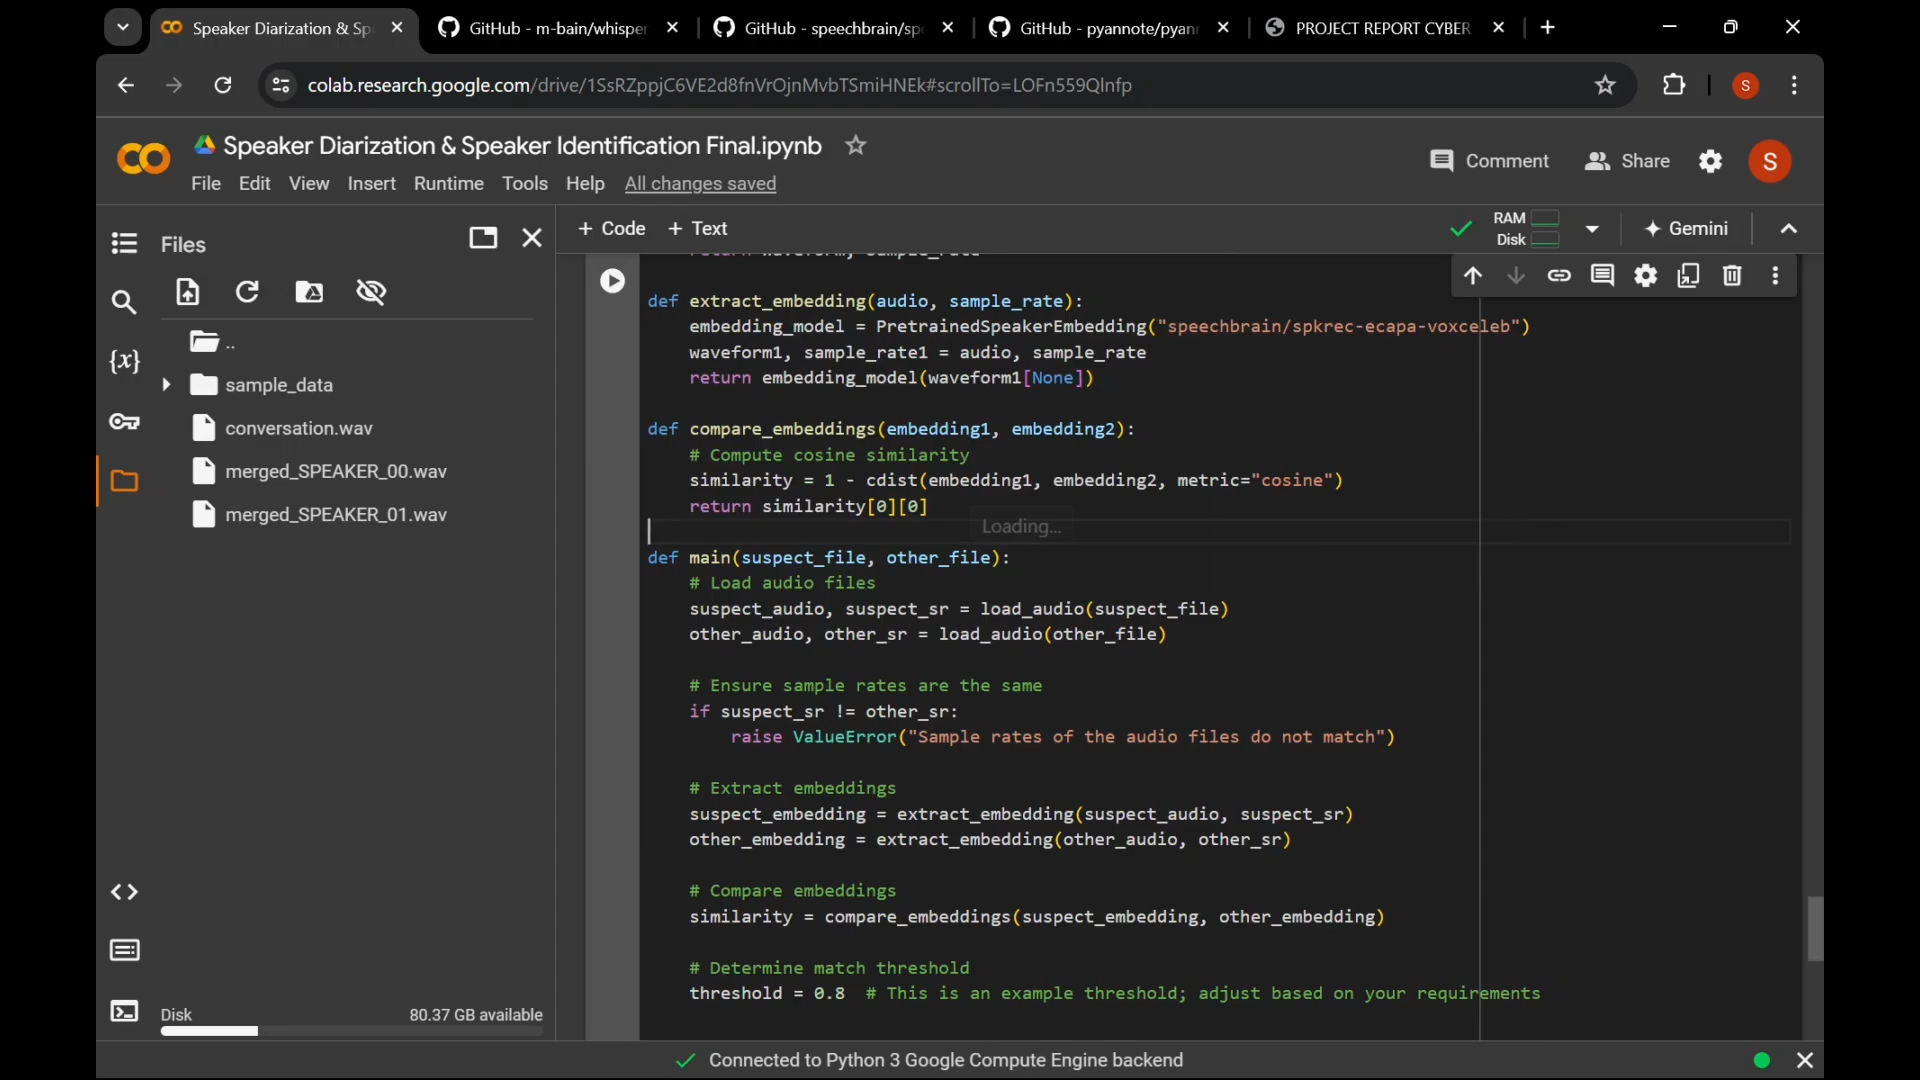 Speaker Diarization & Sp
GitHub - m-bain/whisper
GitHub - speechbrain/spe
GitHub - pyannote/pyann
PROJECT REPORT CYBER
colab.research.google.com/drive/1SsRZppjC6VE2d8fnVrOjnMvbTSmiHNEk#scrollTo=LOFn559Qlnfp
S
Speaker Diarization & Speaker Identification Final.ipynb
Comment
Share
S
File Edit View Insert Runtime Tools Help All changes saved
Files
+ Code + Text
RAM
Disk
Gemini
..
sample_data
conversation.wav
merged_SPEAKER_00.wav
merged_SPEAKER_01.wav
{x}
Disk 80.37 GB available
return waveform, sample_rate
def extract_embedding(audio, sample_rate):
embedding_model = PretrainedSpeakerEmbedding("speechbrain/spkrec-ecapa-voxceleb")
waveform1, sample_rate1 = audio, sample_rate
return embedding_model(waveform1[None])
def compare_embeddings(embedding1, embedding2):
# Compute cosine similarity
similarity = 1 - cdist(embedding1, embedding2, metric="cosine")
return similarity[0][0]
Loading...
def main(suspect_file, other_file):
# Load audio files
suspect_audio, suspect_sr = load_audio(suspect_file)
other_audio, other_sr = load_audio(other_file)
# Ensure sample rates are the same
if suspect_sr != other_sr:
raise ValueError("Sample rates of the audio files do not match")
# Extract embeddings
suspect_embedding = extract_embedding(suspect_audio, suspect_sr)
other_embedding = extract_embedding(other_audio, other_sr)
# Compare embeddings
similarity = compare_embeddings(suspect_embedding, other_embedding)
# Determine match threshold
threshold = 0.8 # This is an example threshold; adjust based on your requirements
Connected to Python 3 Google Compute Engine backend